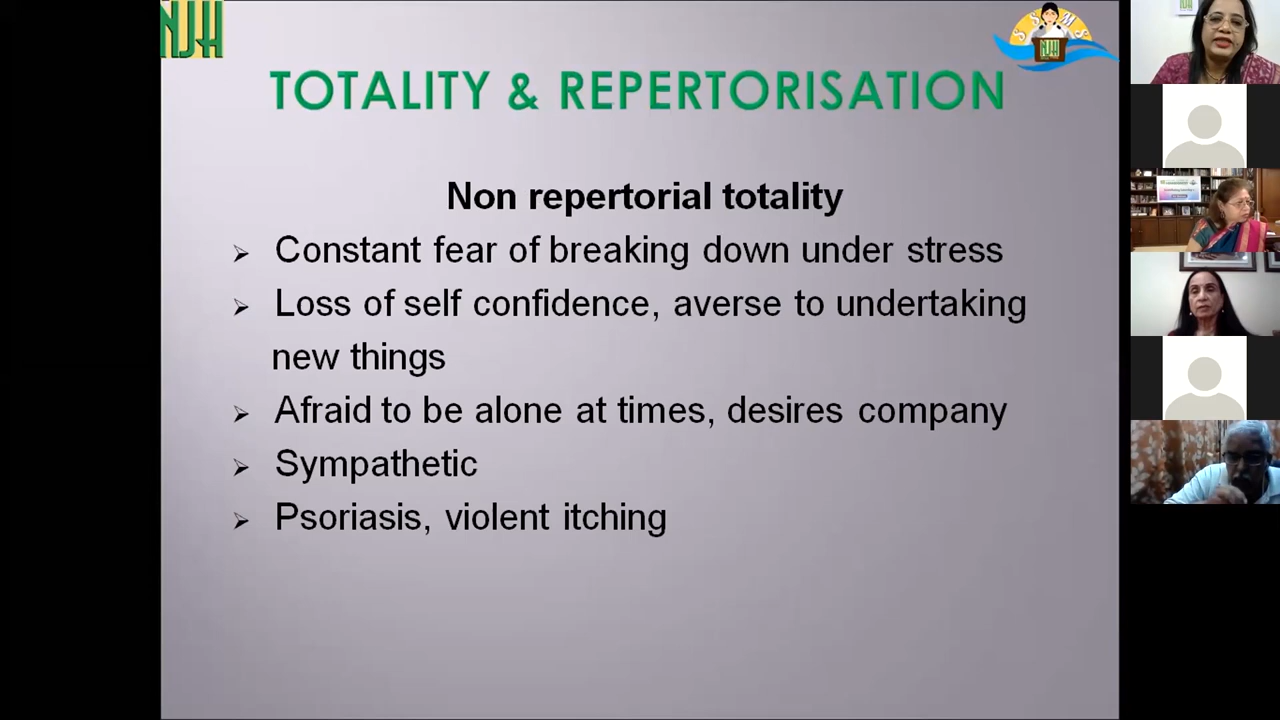 NJH
S S M S
NJH
TOTALITY & REPERTORISATION
Non repertorial totality
Constant fear of breaking down under stress
Loss of self confidence, averse to undertaking
new things
Afraid to be alone at times, desires company
Sympathetic
Psoriasis, violent itching